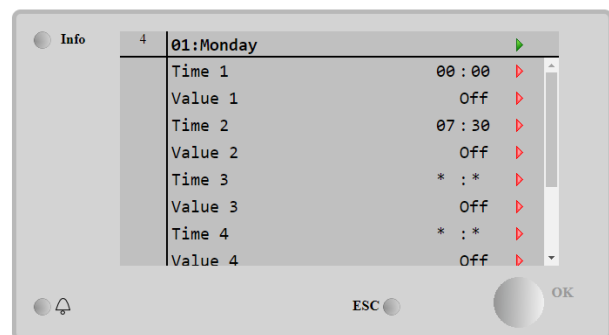 Info
4 01:Monday
Time 1 00:00
Value 1 Off
Time 2 07:30
Value 2 Off
Time 3 * :*
Value 3 Off
Time 4 * :*
Value 4 Off
ESC
OK